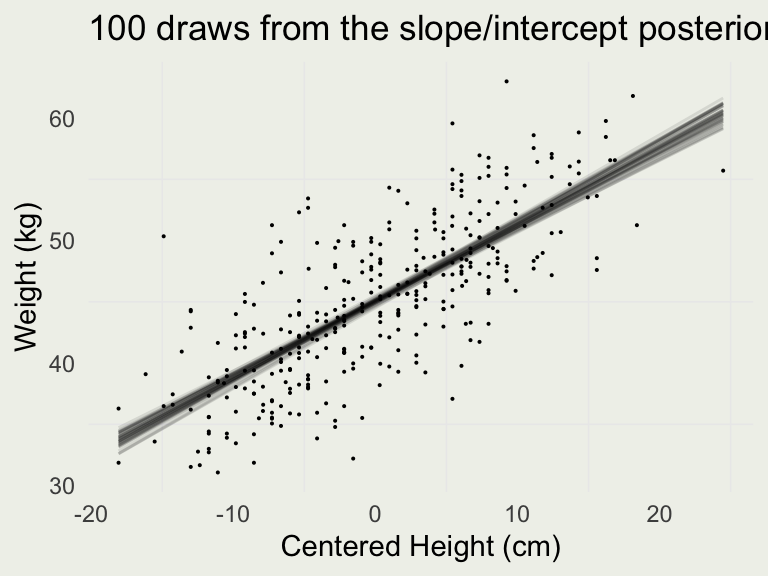 100 draws from the slope/intercept posterior
60
50
40
30
-20 -10 0 10 20
Weight (kg)
Centered Height (cm)